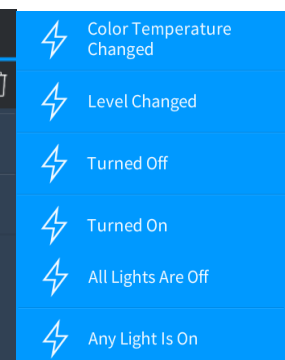 Color Temperature
Changed
Level Changed
Turned Off
Turned On
All Lights Are Off
Any Light Is On